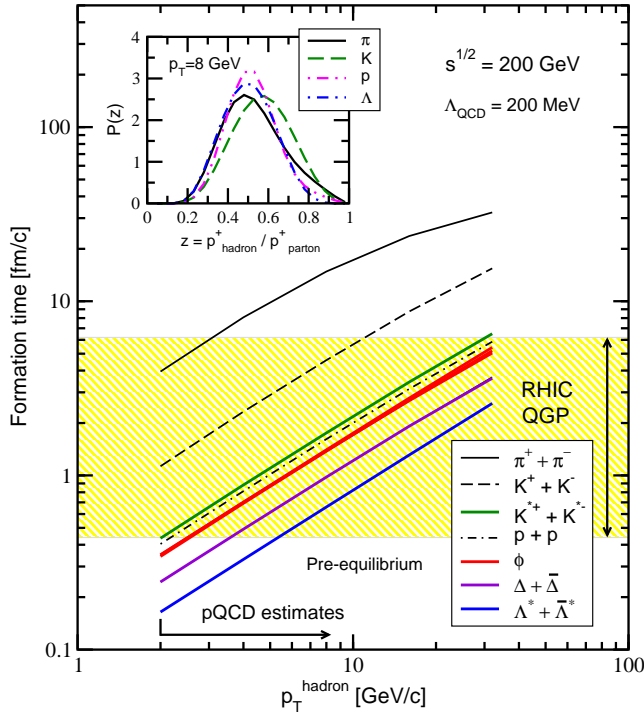 p_T=8 GeV
π
K
p
Λ
4
3
2
1
0
P(z)
0 0.2 0.4 0.6 0.8 1
z = p^+_hadron / p^+_parton
s^1/2 = 200 GeV
Λ_QCD = 200 MeV
Formation time [fm/c]
100
10
1
0.1
RHIC
QGP
π^+ + π^-
K^+ + K^-
K^*+ + K^*-
p + p
ϕ
Δ + Δ̄
Λ^* + Λ̄^*
Pre-equilibrium
pQCD estimates
1 10 100
p_T^hadron [GeV/c]